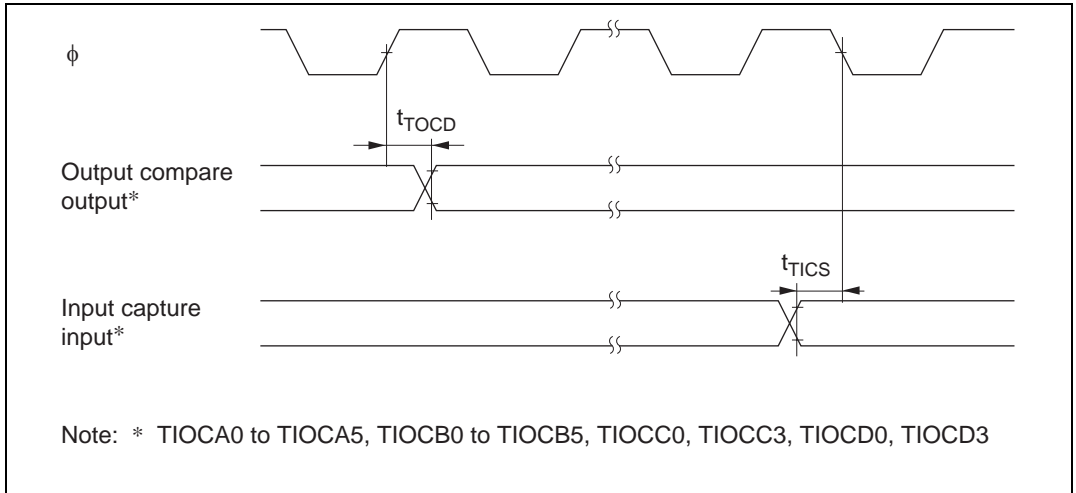 ϕ
tTOCD
Output compare
output*
tTICS
Input capture
input*
Note: * TIOCA0 to TIOCA5, TIOCB0 to TIOCB5, TIOCC0, TIOCC3, TIOCD0, TIOCD3